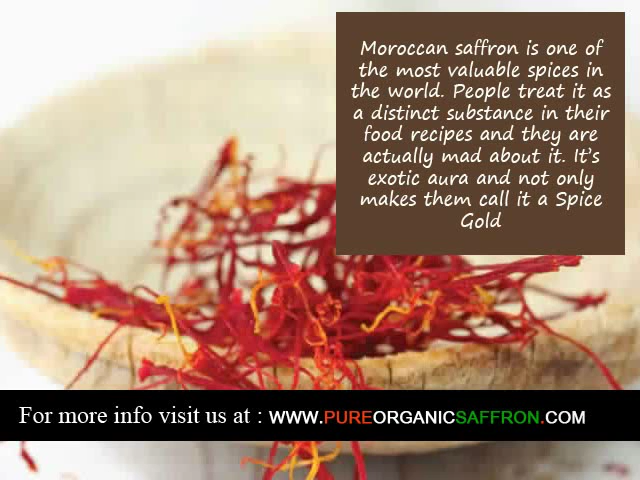 Moroccan saffron is one of
the most valuable spices in
the world. People treat it as
a distinct substance in their
food recipes and they are
actually mad about it. It's
exotic aura and not only
makes them call it a Spice
Gold
For more info visit us at : WWW.PUREORGANICSAFFRON.COM